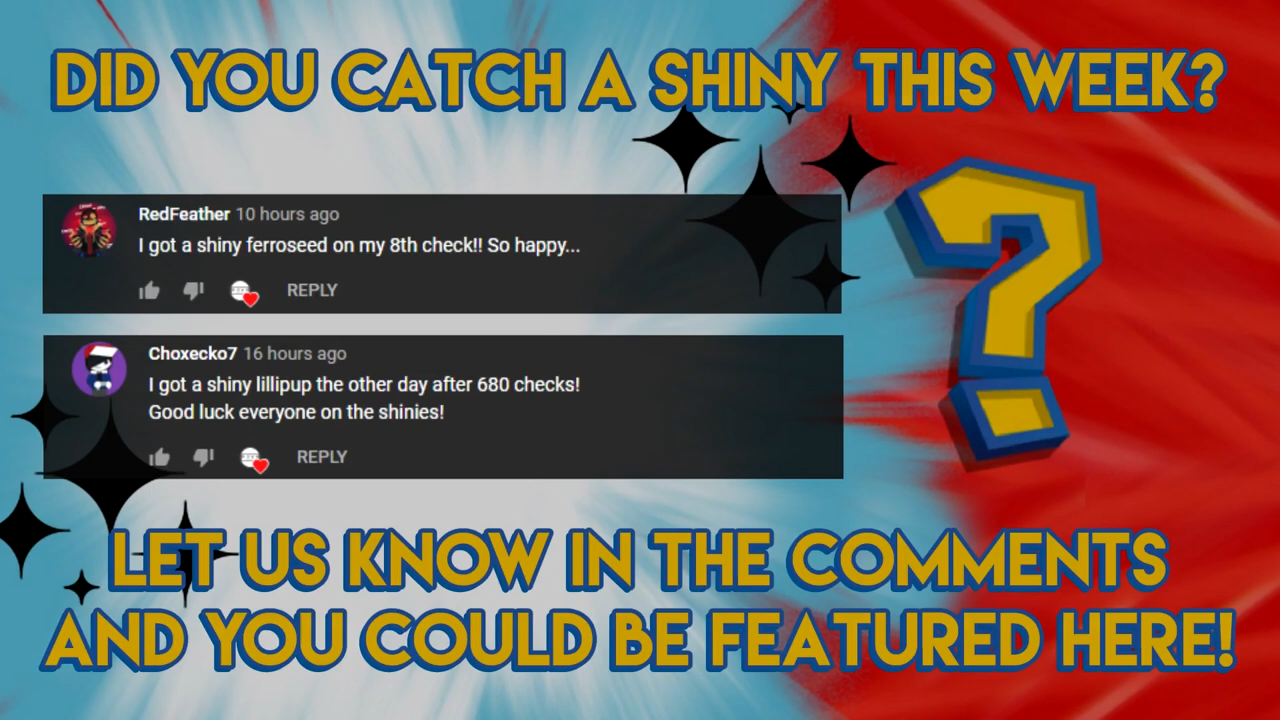 DID YOU CATCH A SHINY THIS WEEK?
RedFeather 10 hours ago
I got a shiny ferroseed on my 8th check!! So happy...
REPLY
Choxecko7 16 hours ago
I got a shiny lillipup the other day after 680 checks!
Good luck everyone on the shinies!
REPLY
?
LET US KNOW IN THE COMMENTS
AND YOU COULD BE FEATURED HERE!